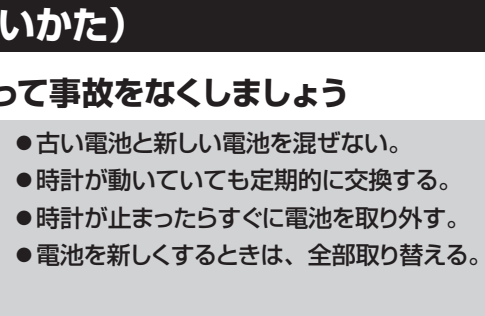 いかた）
って事故をなくしましょう
●古い電池と新しい電池を混ぜない。
●時計が動いていても定期的に交換する。
●時計が止まったらすぐに電池を取り外す。
●電池を新しくするときは、全部取り替える。